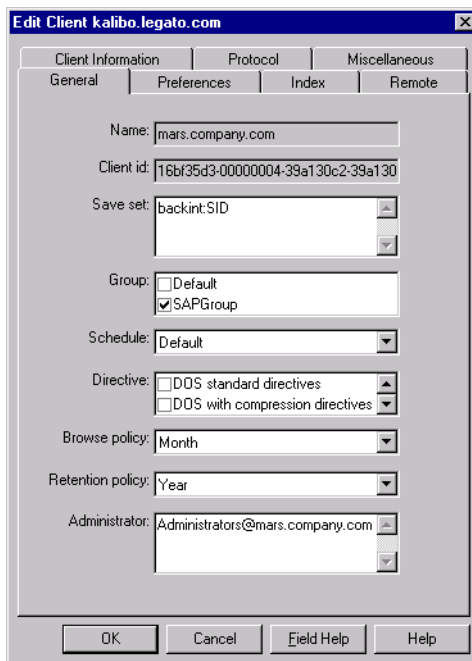 Edit Client kalibo.legato.com
Client Information Protocol Miscellaneous
General Preferences Index Remote
Name: mars.company.com
Client id: 16bf35d3-00000004-39a130c2-39a130
Save set: backint:SID
Group: Default
SAPGroup
Schedule: Default
Directive: DOS standard directives
DOS with compression directives
Browse policy: Month
Retention policy: Year
Administrator: Administrators@mars.company.com
OK Cancel Field Help Help